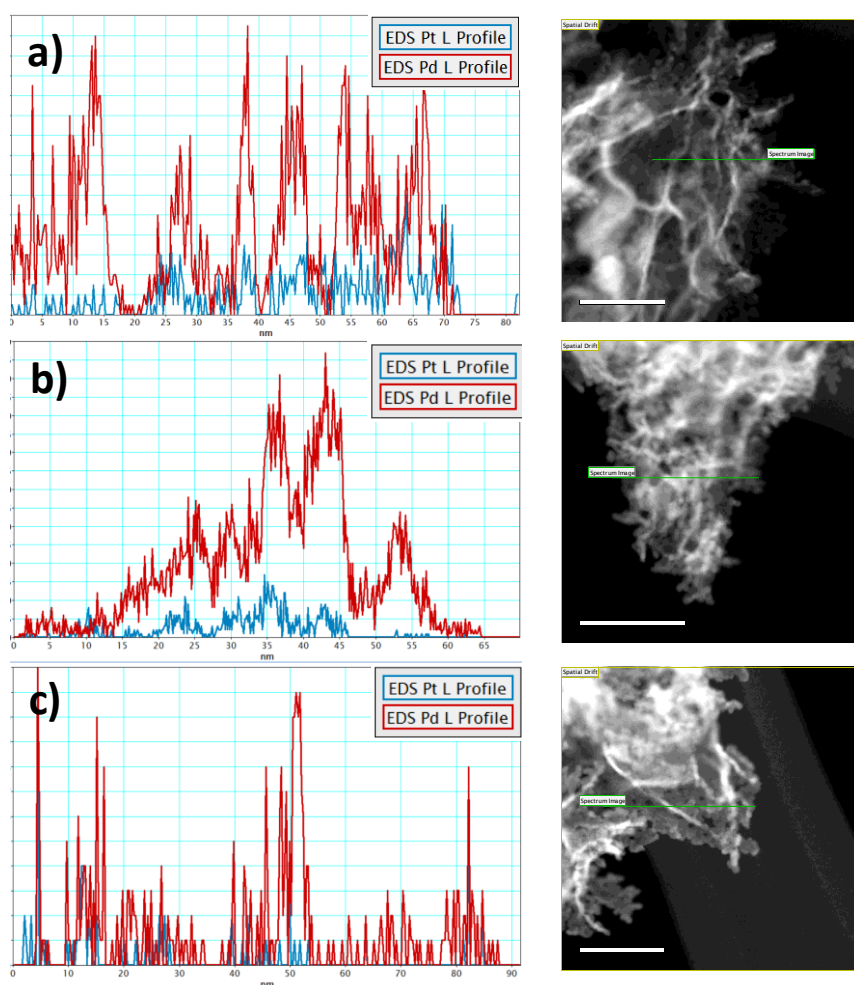 a)
EDS Pt L Profile
EDS Pd L Profile
0 5 10 15 20 25 30 35 40 45 50 55 60 65 70 75 80
nm
Spatial Drift
Spectrum Image
b)
EDS Pt L Profile
EDS Pd L Profile
0 5 10 15 20 25 30 35 40 45 50 55 60 65
nm
Spatial Drift
Spectrum Image
c)
EDS Pt L Profile
EDS Pd L Profile
0 10 20 30 40 50 60 70 80 90
nm
Spatial Drift
Spectrum Image